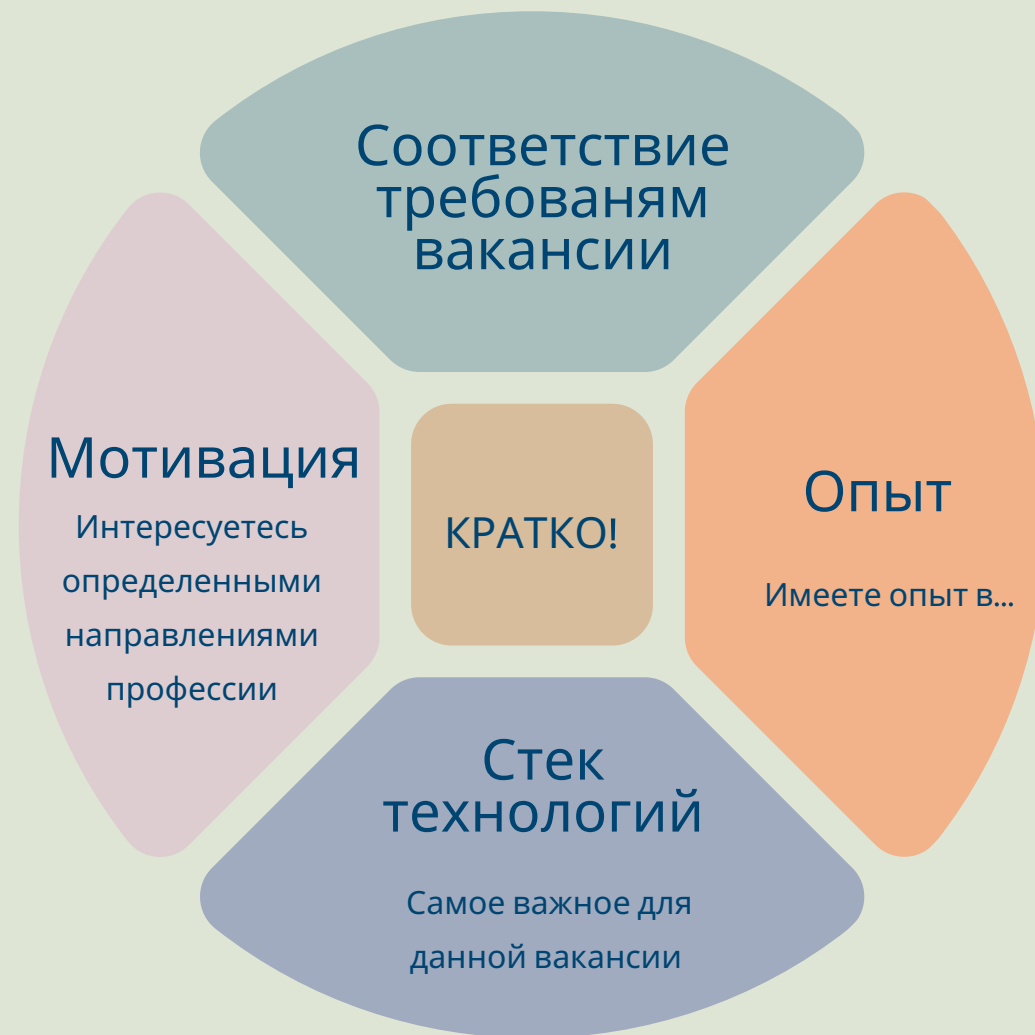 Соответствие
требованям
вакансии
Мотивация
Интересуетесь
определенными
направлениями
профессии
КРАТКО!
Опыт
Имеете опыт в...
Стек
технологий
Самое важное для
данной вакансии